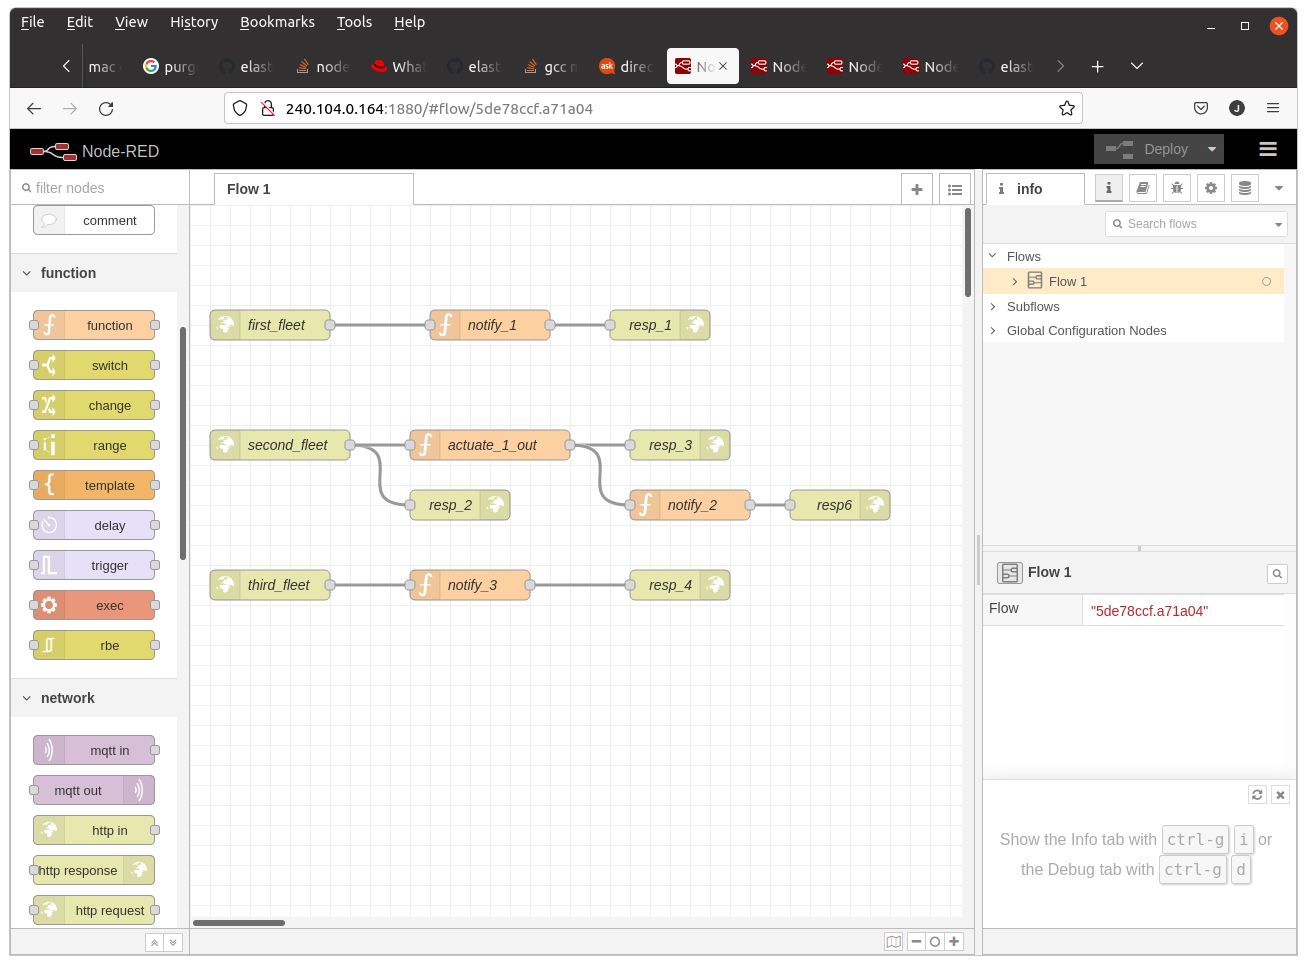 File Edit View History Bookmarks Tools Help
mac purg elast node Wha elast gcc n direc No Node Node Node elast
240.104.0.164:1880/#flow/5de78ccf.a71a04
J
Node-RED
Deploy
filter nodes
Flow 1
info
Search flows
comment
function
function
switch
change
range
template
delay
trigger
exec
rbe
network
mqtt in
mqtt out
http in
http response
http request
first_fleet notify_1 resp_1
second_fleet actuate_1_out resp_3
resp_2 notify_2 resp6
third_fleet notify_3 resp_4
Flows
Flow 1
Subflows
Global Configuration Nodes
Flow 1
Flow "5de78ccf.a71a04"
Show the Info tab with ctrl-g i or
the Debug tab with ctrl-g d